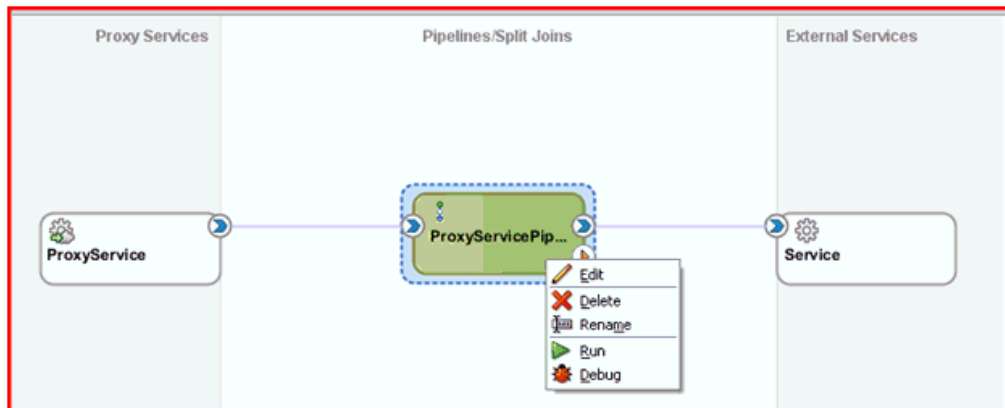 Proxy Services
Pipelines/Split Joins
External Services
ProxyService
ProxyServicePip...
Service
Edit
Delete
Rename
Run
Debug